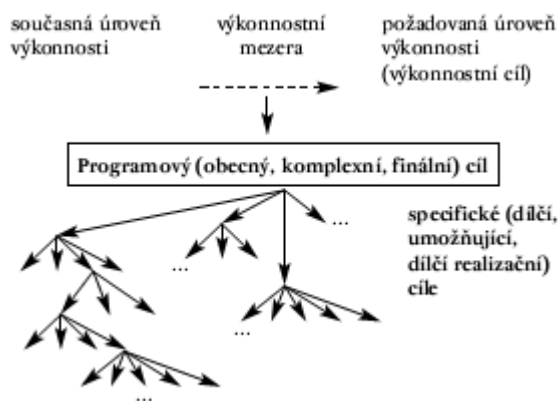 současná úroveň
výkonnosti
výkonnostní
mezera
požadovaná úroveň
výkonnosti
(výkonnostní cíl)
Programový (obecný, komplexní, finální) cíl
...
specifické (dílčí,
umožňující,
dílčí realizační)
cíle
...
...
...